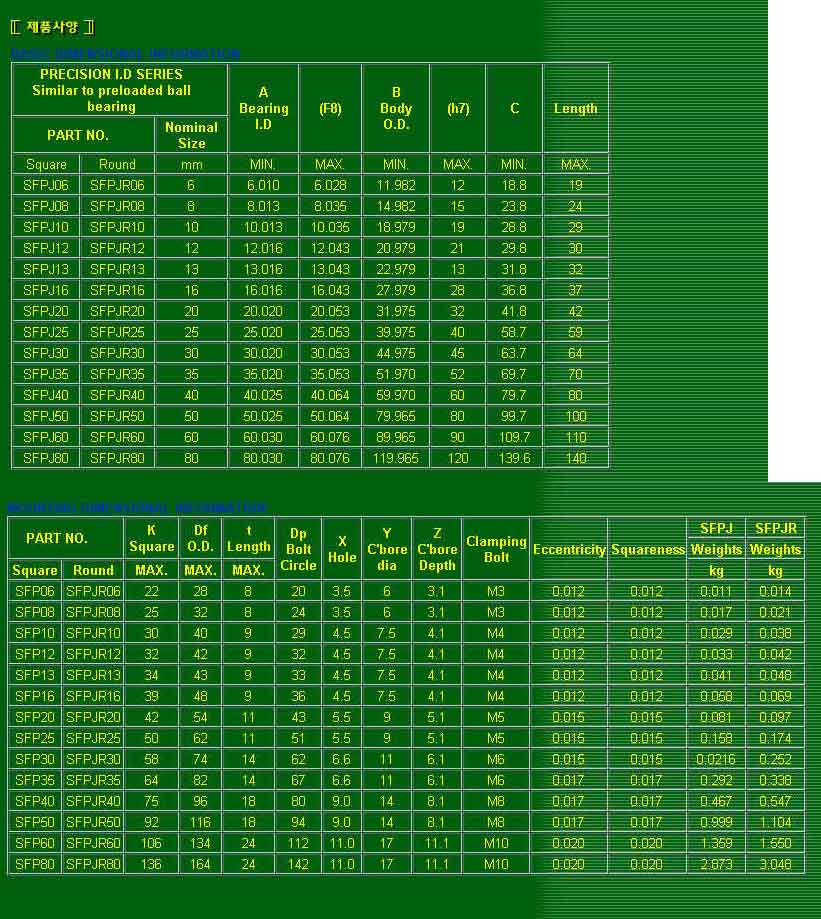 〚 제품사양 〛
BASIC DIMENSIONAL INFORMATION
PRECISION I.D SERIES
Similar to preloaded ball
bearing
A
Bearing
I.D
(F8)
B
Body
O.D.
(h7)
C
Length
PART NO.
Nominal
Size
Square Round mm MIN. MAX. MIN. MAX. MIN. MAX.
SFPJ06 SFPJR06 6 6.010 6.028 11.982 12 18.8 19
SFPJ08 SFPJR08 8 8.013 8.035 14.982 15 23.8 24
SFPJ10 SFPJR10 10 10.013 10.035 18.979 19 28.8 29
SFPJ12 SFPJR12 12 12.016 12.043 20.979 21 29.8 30
SFPJ13 SFPJR13 13 13.016 13.043 22.979 13 31.8 32
SFPJ16 SFPJR16 16 16.016 16.043 27.979 28 36.8 37
SFPJ20 SFPJR20 20 20.020 20.053 31.975 32 41.8 42
SFPJ25 SFPJR25 25 25.020 25.053 39.975 40 58.7 59
SFPJ30 SFPJR30 30 30.020 30.053 44.975 45 63.7 64
SFPJ35 SFPJR35 35 35.020 35.053 51.970 52 69.7 70
SFPJ40 SFPJR40 40 40.025 40.064 59.970 60 79.7 80
SFPJ50 SFPJR50 50 50.025 50.064 79.965 80 99.7 100
SFPJ60 SFPJR60 60 60.030 60.076 89.965 90 109.7 110
SFPJ80 SFPJR80 80 80.030 80.076 119.965 120 139.6 140
MOUNTING DIMENSIONAL INFORMATION
PART NO.
K
Square
Df
O.D.
t
Length
Dp
Bolt
Circle
X
Hole
Y
C'bore
dia
Z
C'bore
Depth
Clamping
Bolt
Eccentricity
Squareness
SFPJ
Weights
kg
SFPJR
Weights
kg
Square Round MAX. MAX. MAX.
SFP06 SFPJR06 22 28 8 20 3.5 6 3.1 M3 0.012 0.012 0.011 0.014
SFP08 SFPJR08 25 32 8 24 3.5 6 3.1 M3 0.012 0.012 0.017 0.021
SFP10 SFPJR10 30 40 9 29 4.5 7.5 4.1 M4 0.012 0.012 0.029 0.038
SFP12 SFPJR12 32 42 9 32 4.5 7.5 4.1 M4 0.012 0.012 0.033 0.042
SFP13 SFPJR13 34 43 9 33 4.5 7.5 4.1 M4 0.012 0.012 0.041 0.048
SFP16 SFPJR16 39 48 9 36 4.5 7.5 4.1 M4 0.012 0.012 0.058 0.069
SFP20 SFPJR20 42 54 11 43 5.5 9 5.1 M5 0.015 0.015 0.081 0.097
SFP25 SFPJR25 50 62 11 51 5.5 9 5.1 M5 0.015 0.015 0.158 0.174
SFP30 SFPJR30 58 74 14 62 6.6 11 6.1 M6 0.015 0.015 0.0216 0.252
SFP35 SFPJR35 64 82 14 67 6.6 11 6.1 M6 0.017 0.017 0.292 0.338
SFP40 SFPJR40 75 96 18 80 9.0 14 8.1 M8 0.017 0.017 0.467 0.547
SFP50 SFPJR50 92 116 18 94 9.0 14 8.1 M8 0.017 0.017 0.999 1.104
SFP60 SFPJR60 106 134 24 112 11.0 17 11.1 M10 0.020 0.020 1.359 1.550
SFP80 SFPJR80 136 164 24 142 11.0 17 11.1 M10 0.020 0.020 2.873 3.048